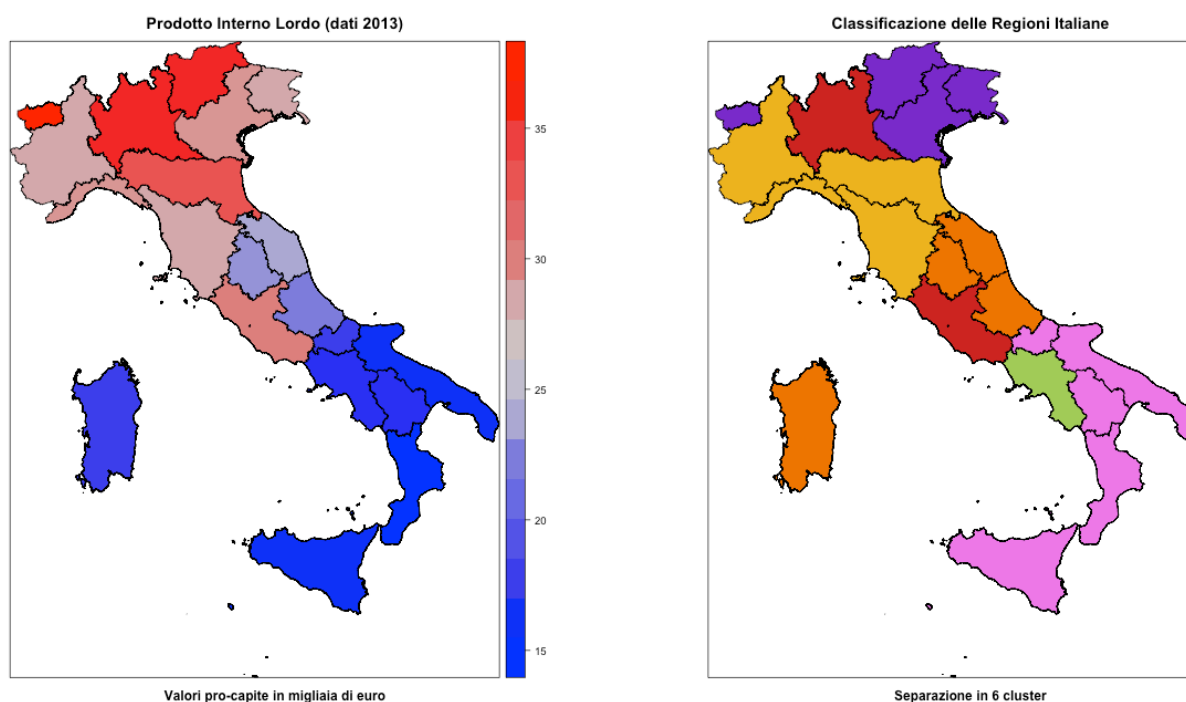 Prodotto Interno Lordo (dati 2013)
35
30
25
20
15
Valori pro-capite in migliaia di euro
Classificazione delle Regioni Italiane
Separazione in 6 cluster